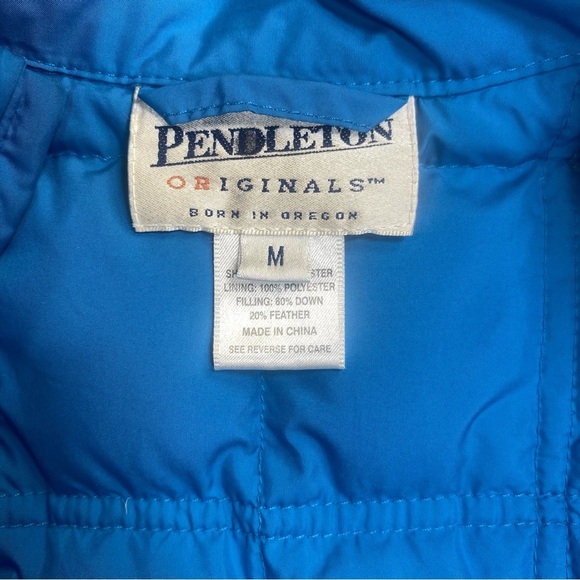 PENDLETON
ORIGINALS™
BORN IN OREGON
M
LINING: 100% POLYESTER
FILLING: 80% DOWN
20% FEATHER
MADE IN CHINA
SEE REVERSE FOR CARE